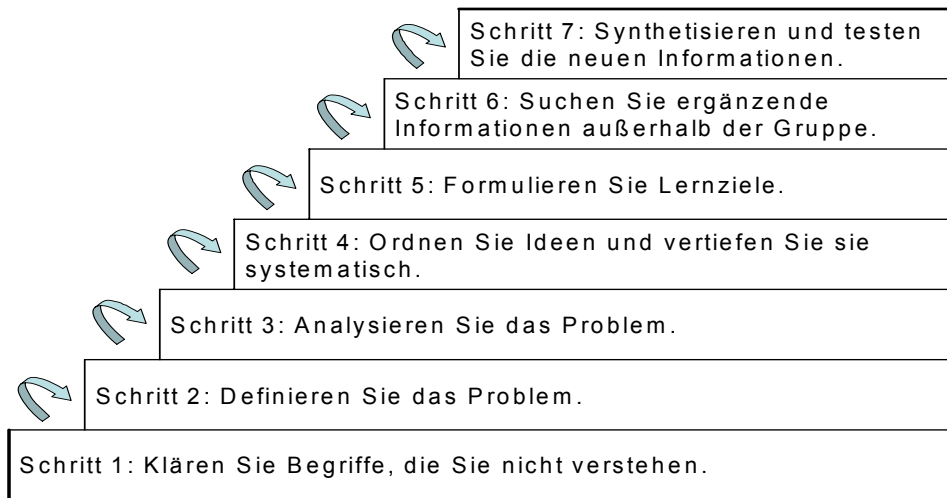 Schritt 7: Synthetisieren und testen
Sie die neuen Informationen.
Schritt 6: Suchen Sie ergänzende
Informationen außerhalb der Gruppe.
Schritt 5: Formulieren Sie Lernziele.
Schritt 4: Ordnen Sie Ideen und vertiefen Sie sie
systematisch.
Schritt 3: Analysieren Sie das Problem.
Schritt 2: Definieren Sie das Problem.
Schritt 1: Klären Sie Begriffe, die Sie nicht verstehen.